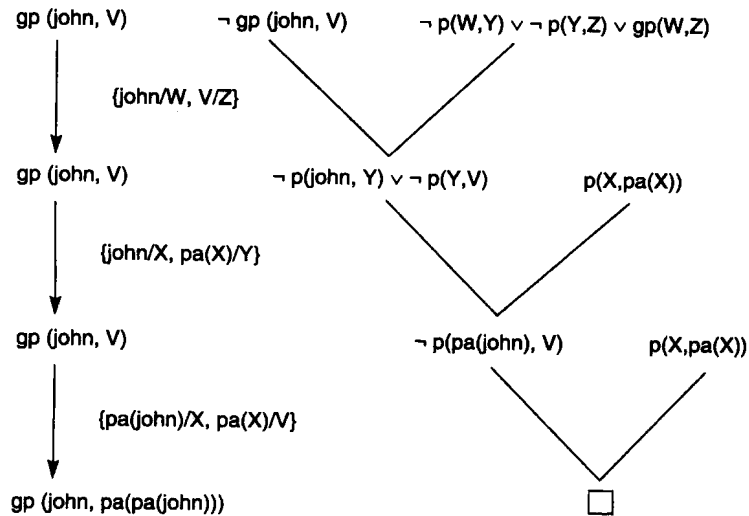 gp (john, V) ¬ gp (john, V) ¬ p(W,Y) ∨ ¬ p(Y,Z) ∨ gp(W,Z)
{john/W, V/Z}
gp (john, V) ¬ p(john, Y) ∨ ¬ p(Y,V) p(X,pa(X))
{john/X, pa(X)/Y}
gp (john, V) ¬ p(pa(john), V) p(X,pa(X))
{pa(john)/X, pa(X)/V}
gp (john, pa(pa(john)))